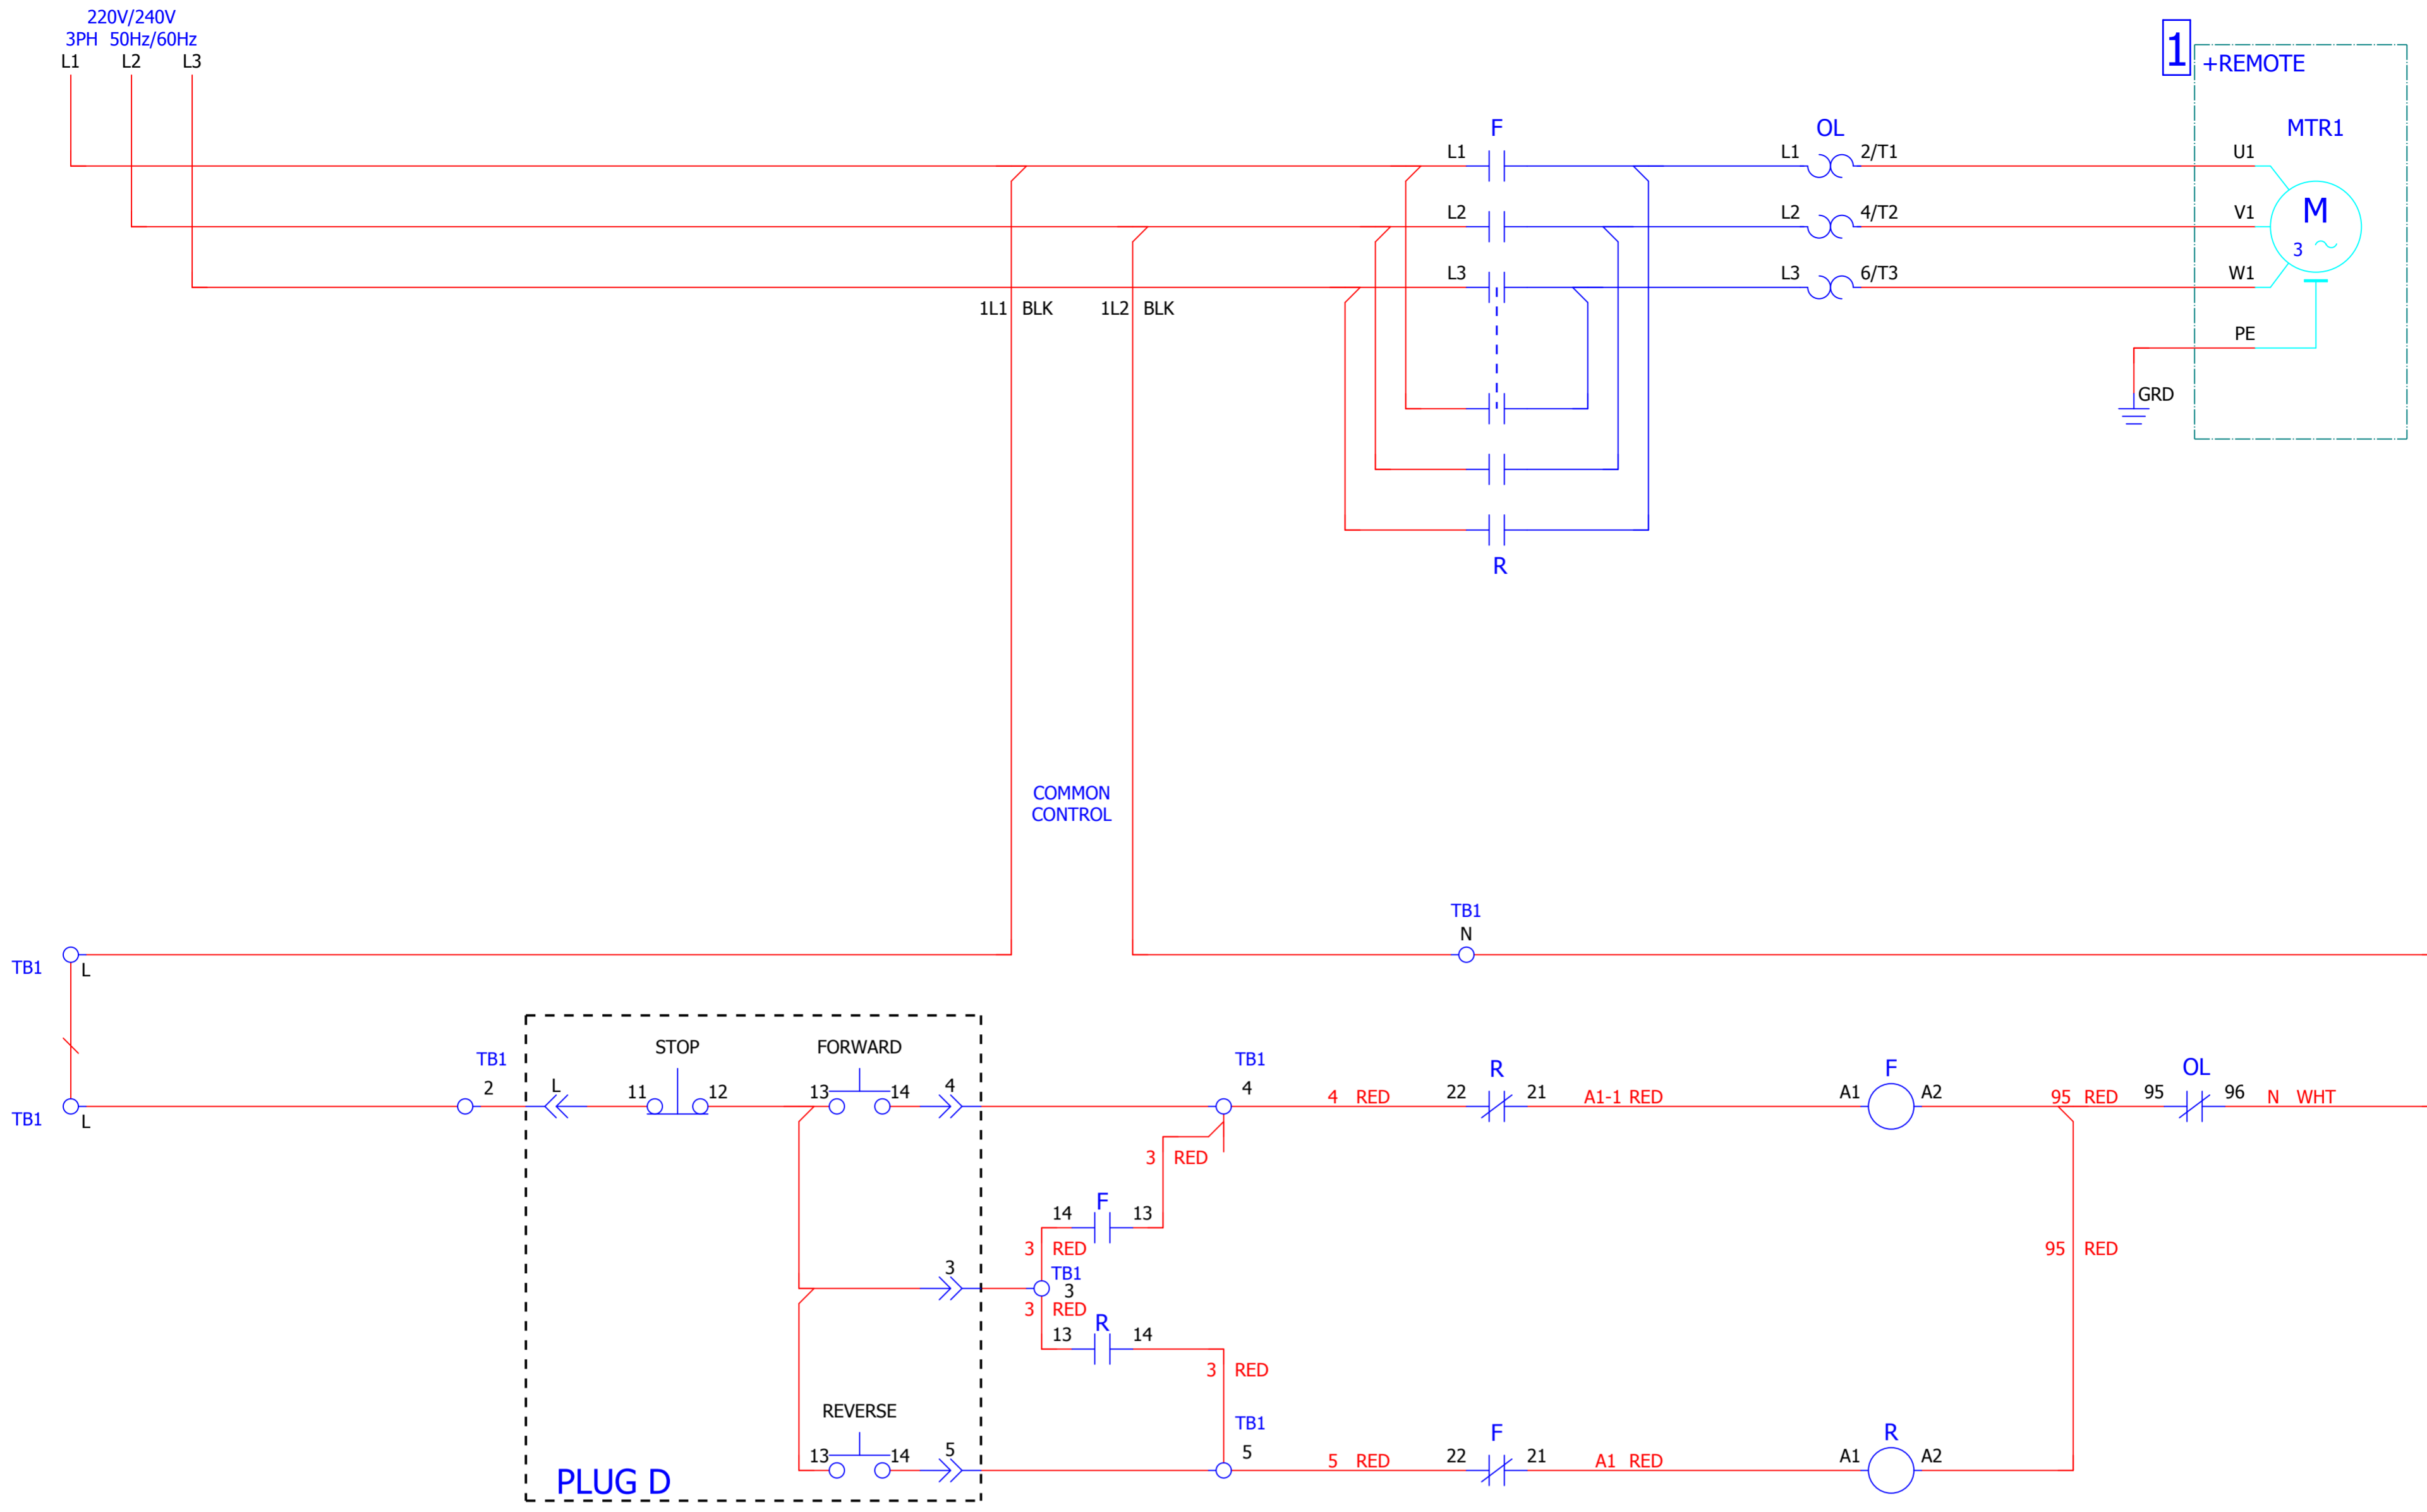 220V/240V
3PH 50Hz/60Hz
L1 L2 L3
1 +REMOTE
F OL MTR1
L1 L1 2/T1 U1
L2 L2 4/T2 V1
M
3
L3 L3 6/T3 W1
1L1 BLK 1L2 BLK
PE
GRD
R
COMMON
CONTROL
TB1
N
TB1 L
STOP FORWARD
TB1 TB1 R F OL
2 L 11 12 13 14 4 4
4 RED 22 21 A1-1 RED A1 A2 95 RED 95 96 N WHT
TB1 L
3 RED
F
14 13
3 RED 95 RED
3 TB1
3
3 RED
R
13 14
3 RED
REVERSE
TB1 F R
13 14 5 5
5 RED 22 21 A1 RED A1 A2
PLUG D